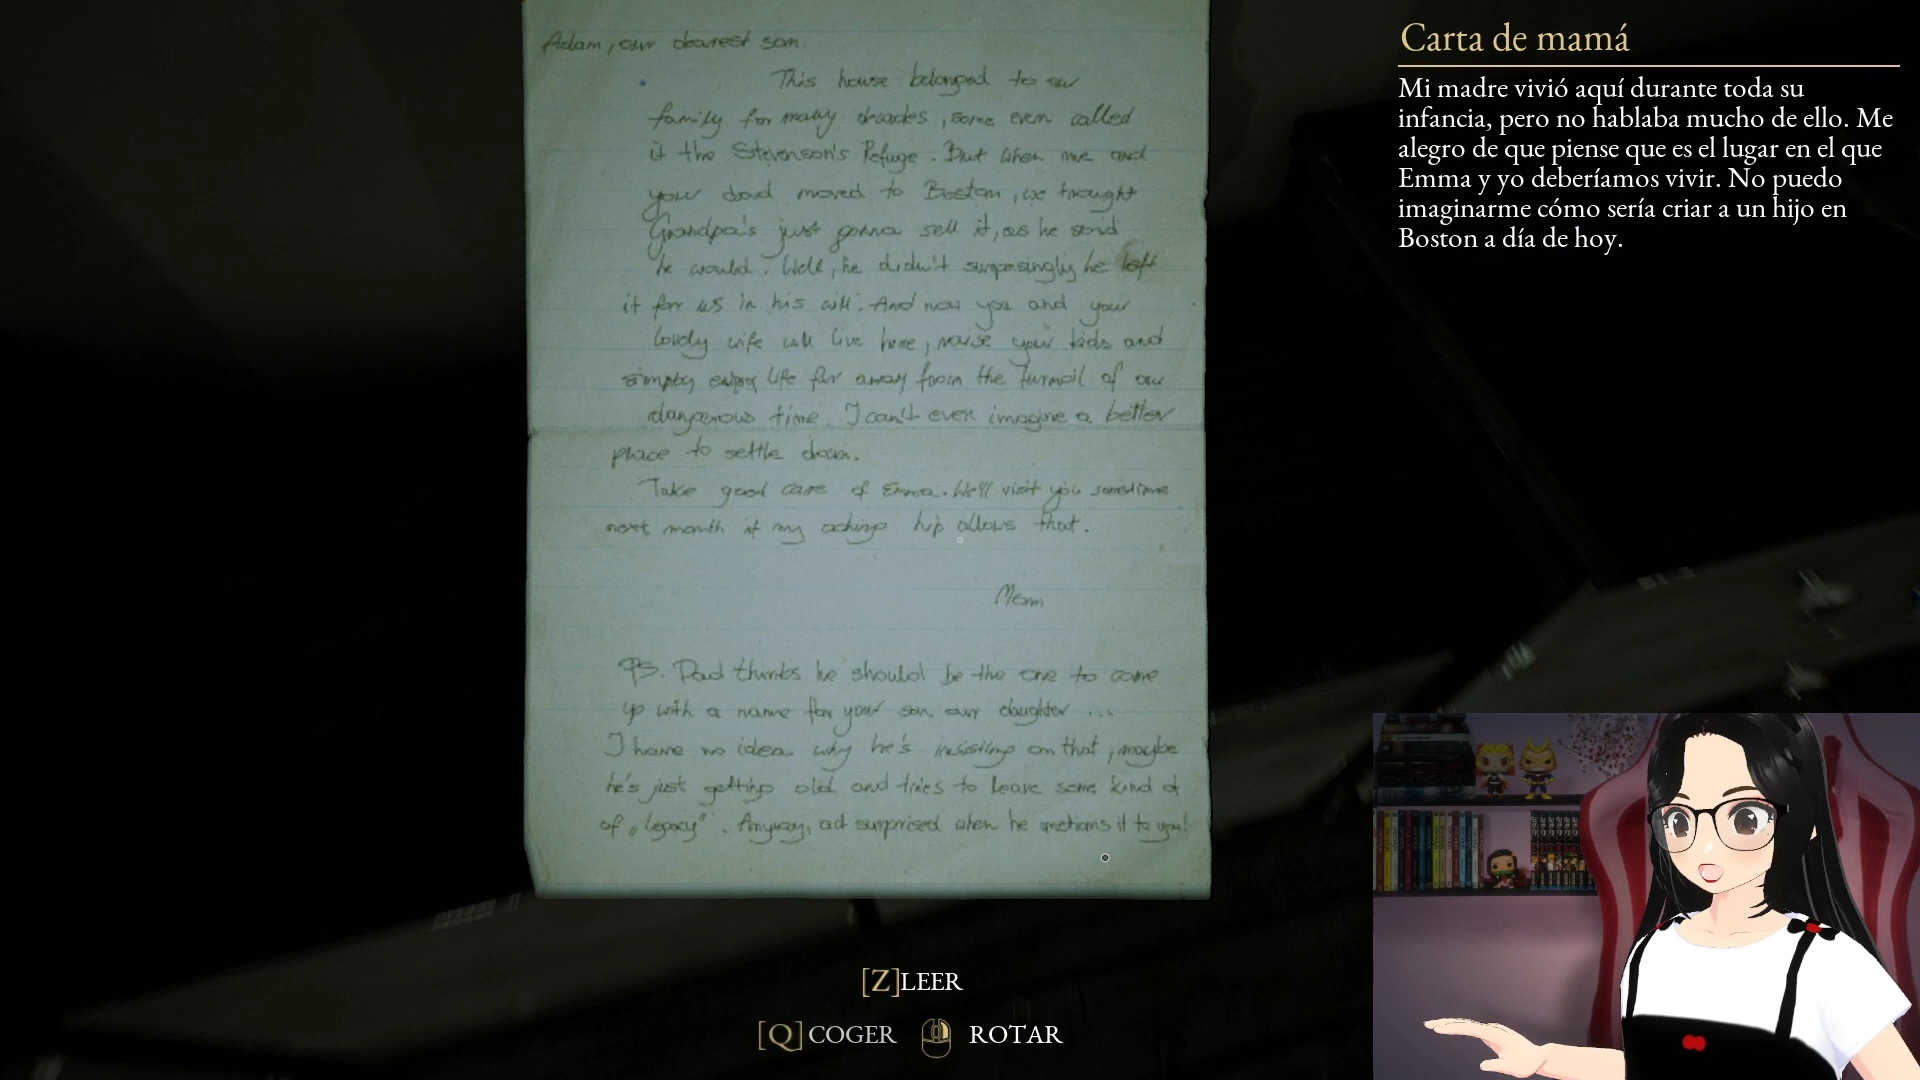 Adam, our dearest son.
This house belonged to our
family for many decades, some even called
it the Stevenson's Refuge. But when me and
your dad moved to Boston, we thought
Grandpa's just gonna sell it, as he said
he would. Well, he didn't surprisingly he left
it for us in his will. And now you and your
lovely wife will live here, raise your kids and
simply enjoy life far away from the turmoil of our
dangerous time. I can't even imagine a better
place to settle down.
Take good care of Emma. We'll visit you sometime
next month if my aching hip allows that.
Mom
PS. Dad thinks he should be the one to come
up with a name for your son our daughter ...
I have no idea why he's insisting on that, maybe
he's just getting old and tries to leave some kind of
of „legacy". Anyway, act surprised when he mentions it to you!
Carta de mamá
Mi madre vivió aquí durante toda su
infancia, pero no hablaba mucho de ello. Me
alegro de que piense que es el lugar en el que
Emma y yo deberíamos vivir. No puedo
imaginarme cómo sería criar a un hijo en
Boston a día de hoy.
[Z]LEER
[Q]COGER ROTAR